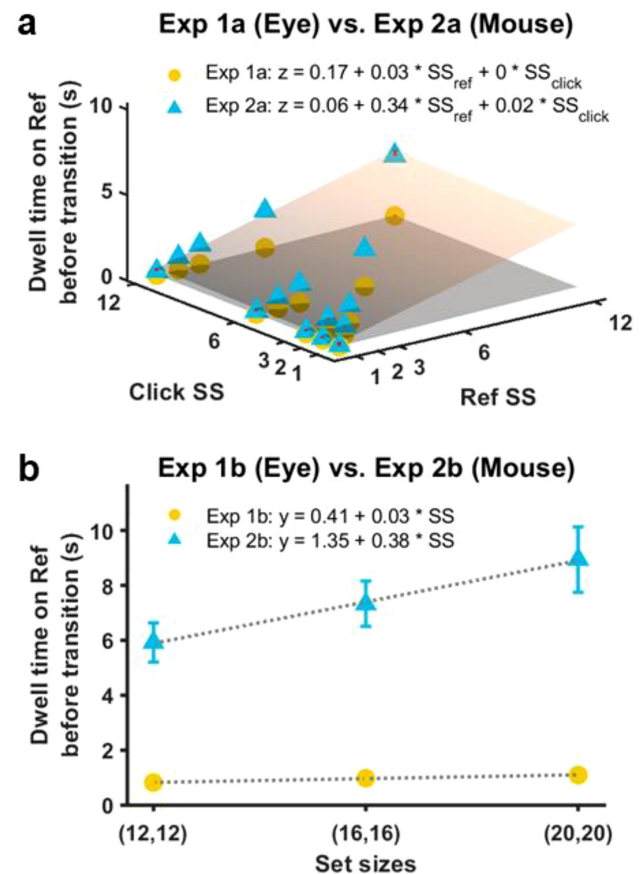 a
Exp 1a (Eye) vs. Exp 2a (Mouse)
Exp 1a: z = 0.17 + 0.03 * SSref + 0 * SSclick
Exp 2a: z = 0.06 + 0.34 * SSref + 0.02 * SSclick
Dwell time on Ref
before transition (s)
10
5
0
12
6
3
2
1
Click SS
1
2
3
6
12
Ref SS
b
Exp 1b (Eye) vs. Exp 2b (Mouse)
Exp 1b: y = 0.41 + 0.03 * SS
Exp 2b: y = 1.35 + 0.38 * SS
Dwell time on Ref
before transition (s)
10
8
6
4
2
0
(12,12) (16,16) (20,20)
Set sizes